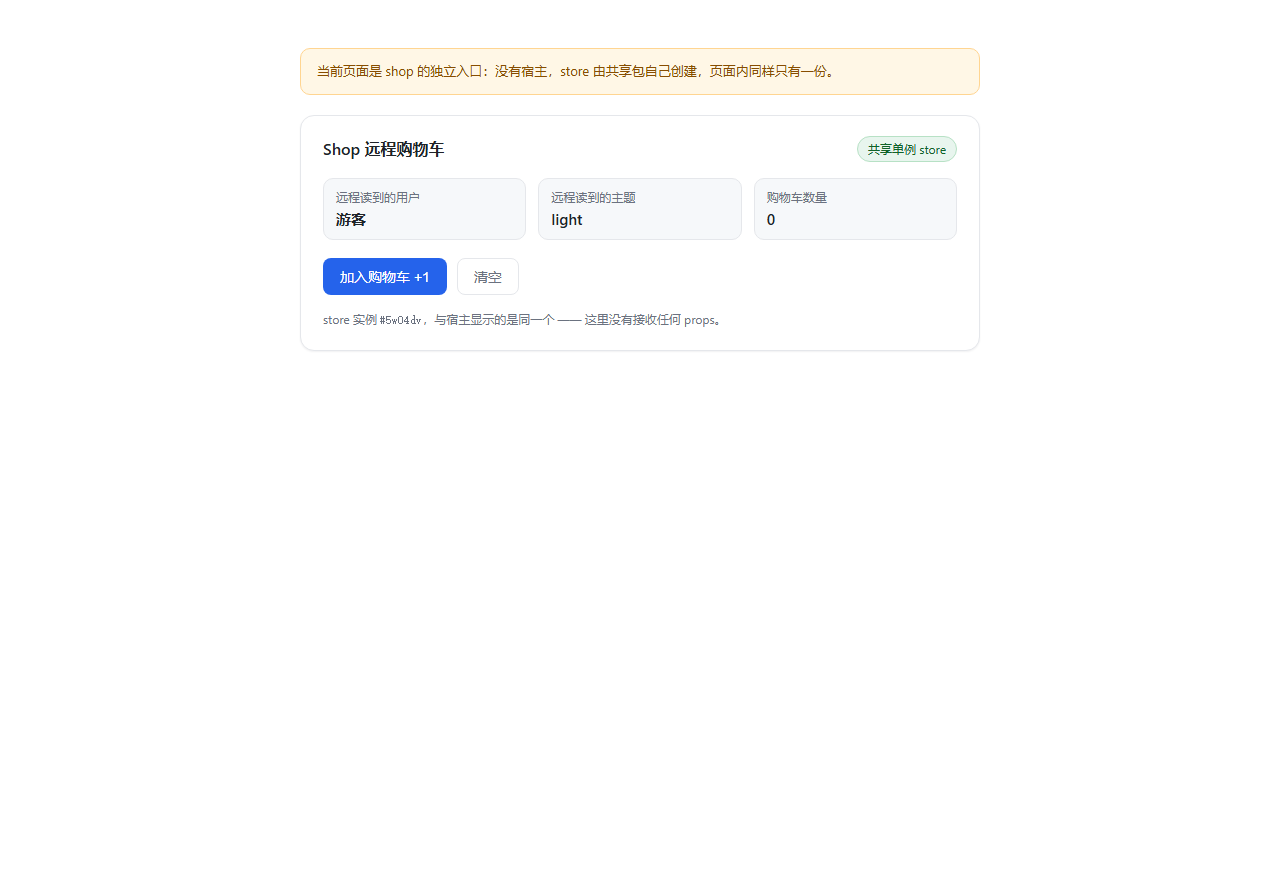 当前页面是 shop 的独立入口：没有宿主，store 由共享包自己创建，页面内同样只有一份。
Shop 远程购物车
共享单例 store
远程读到的用户
游客
远程读到的主题
light
购物车数量
0
加入购物车 +1
清空
store 实例 #5w04dv，与宿主显示的是同一个 —— 这里没有接收任何 props。